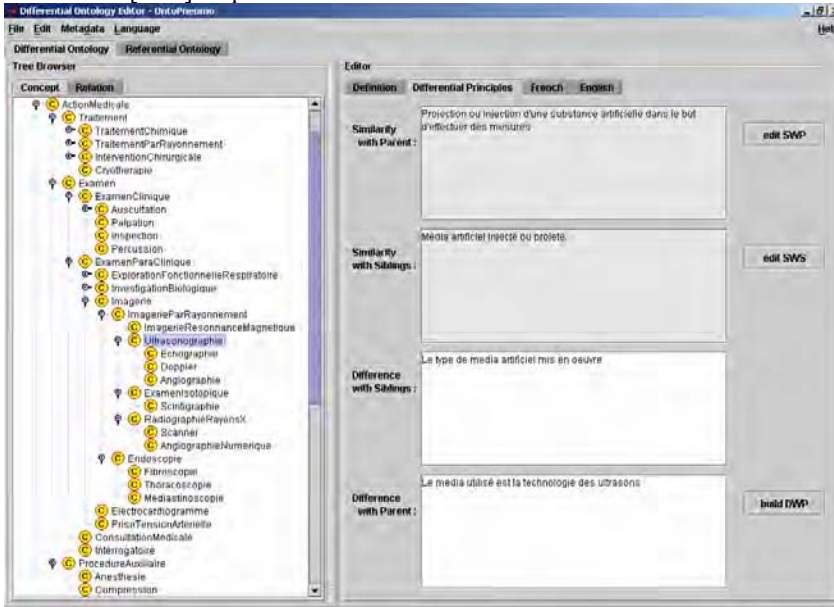 Differential Ontology Editor - OntoPneumo
File Edit Metadata Language
Differential Ontology Referential Ontology
Tree Browser
Concept Relation
ActionMedicale
Traitement
TraitementChimique
TraitementParRayonnement
InterventionChirurgicale
Cryotherapie
Examen
ExamenClinique
Auscultation
Palpation
Inspection
Percussion
ExamenParaClinique
ExplorationFonctionnelleRespiratoire
InvestigationBiologique
Imagerie
ImagerieParRayonnement
ImagerieResonnanceMagnetique
Ultrasonographie
Echographie
Doppler
Angiographie
ExamenIsotopique
Scintigraphie
RadiographieRayonsX
Scanner
AngiographieNumerique
Endoscopie
Fibroscopie
Thoracoscopie
Mediastinoscopie
Electrocardiogramme
PriseTensionArterielle
ConsultationMedicale
Interrogatoire
ProcedureAuxiliaire
Anesthesie
Compression
Editor
Definition Differential Principles French English
Similarity
with Parent :
Projection ou injection d'une substance artificielle dans le but
d'effectuer des mesures
edit SWP
Similarity
with Siblings :
Média artificiel injecté ou projeté.
edit SWS
Difference
with Siblings :
Le type de media artificiel mis en oeuvre
Difference
with Parent :
Le media utilisé est la technologie des ultrasons
build DWP